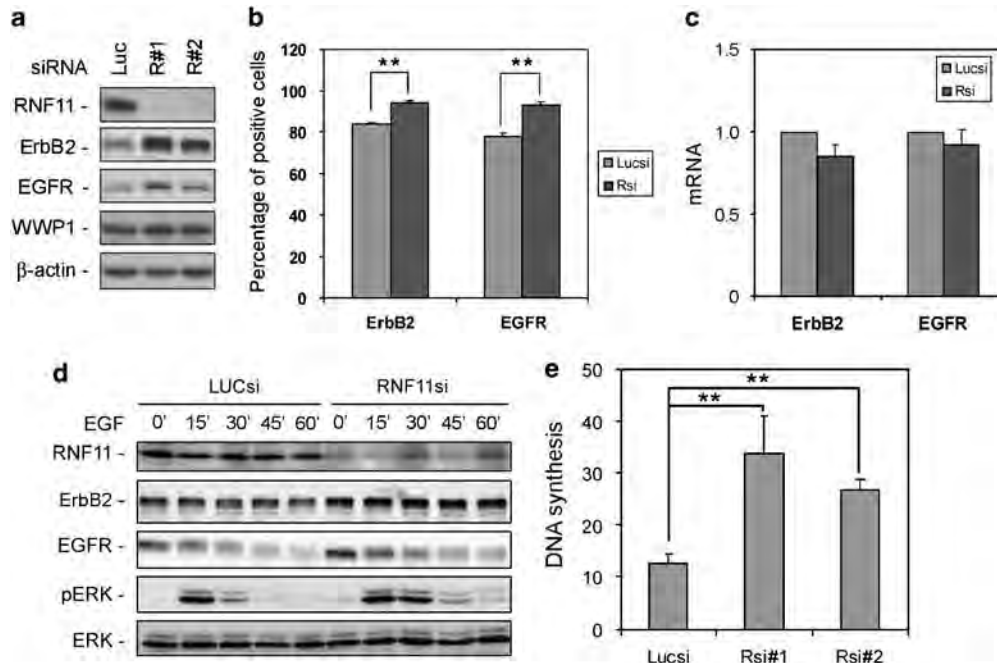 a
siRNA
Luc
R#1
R#2
RNF11 -
ErbB2 -
EGFR -
WWP1 -
β-actin -
b
Percentage of positive cells
120
100
80
60
40
20
0
**
**
ErbB2
EGFR
Lucsi
Rsi
c
mRNA
1.5
1.0
0.5
0
ErbB2
EGFR
Lucsi
Rsi
d
LUCsi RNF11si
EGF 0' 15' 30' 45' 60' 0' 15' 30' 45' 60'
RNF11 -
ErbB2 -
EGFR -
pERK -
ERK -
e
DNA synthesis
50
40
30
20
10
00
**
**
Lucsi Rsi#1 Rsi#2